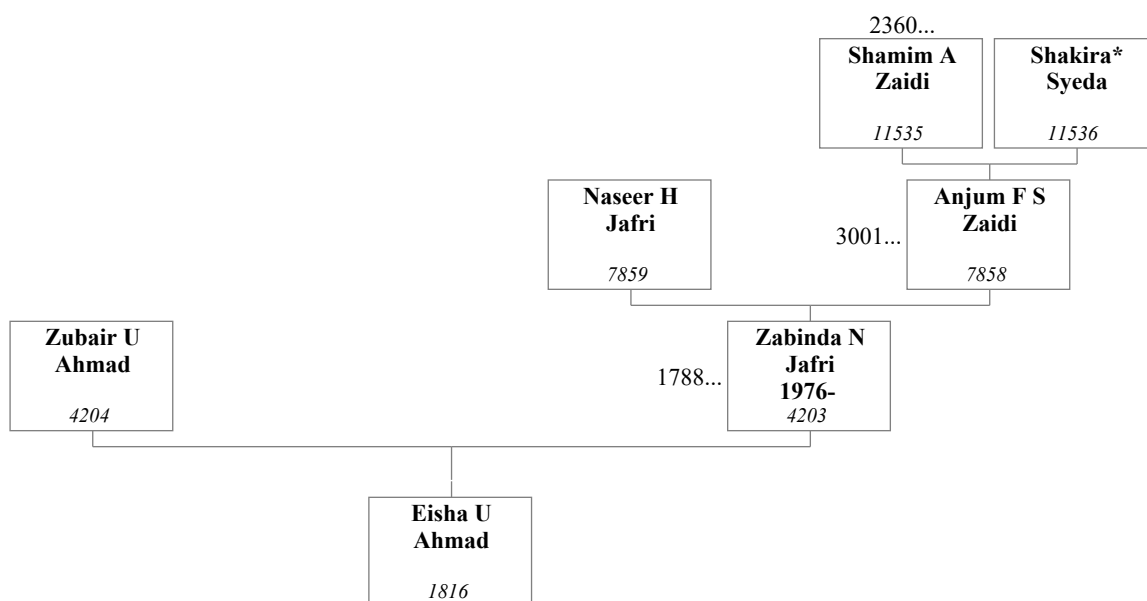 2360...
Shamim A
Zaidi
11535
Shakira*
Syeda
11536
Naseer H
Jafri
7859
3001...
Anjum F S
Zaidi
7858
Zubair U
Ahmad
4204
1788...
Zabinda N
Jafri
1976-
4203
Eisha U
Ahmad
1816